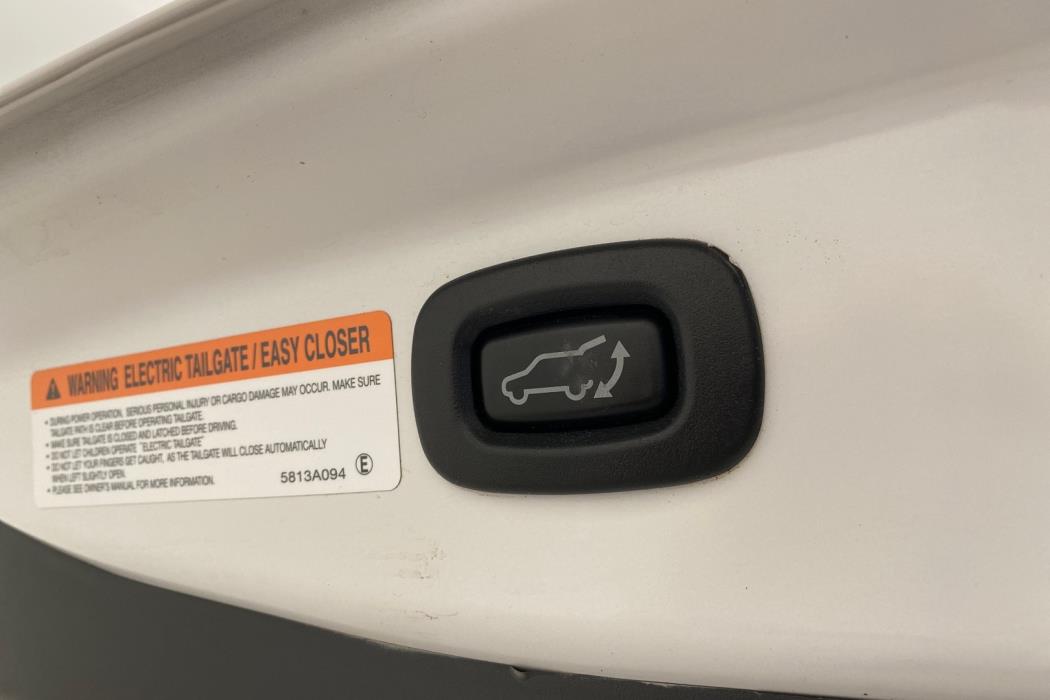 WARNING ELECTRIC TAILGATE / EASY CLOSER
• DURING POWER OPERATION, SERIOUS PERSONAL INJURY OR CARGO DAMAGE MAY OCCUR. MAKE SURE
TAILGATE PATH IS CLEAR BEFORE OPERATING TAILGATE.
• MAKE SURE TAILGATE IS CLOSED AND LATCHED BEFORE DRIVING.
• DO NOT LET CHILDREN OPERATE "ELECTRIC TAILGATE"
• DO NOT LET YOUR FINGERS GET CAUGHT, AS THE TAILGATE WILL CLOSE AUTOMATICALLY
WHEN LEFT SLIGHTLY OPEN.
• PLEASE SEE OWNER'S MANUAL FOR MORE INFORMATION.
5813A094 E